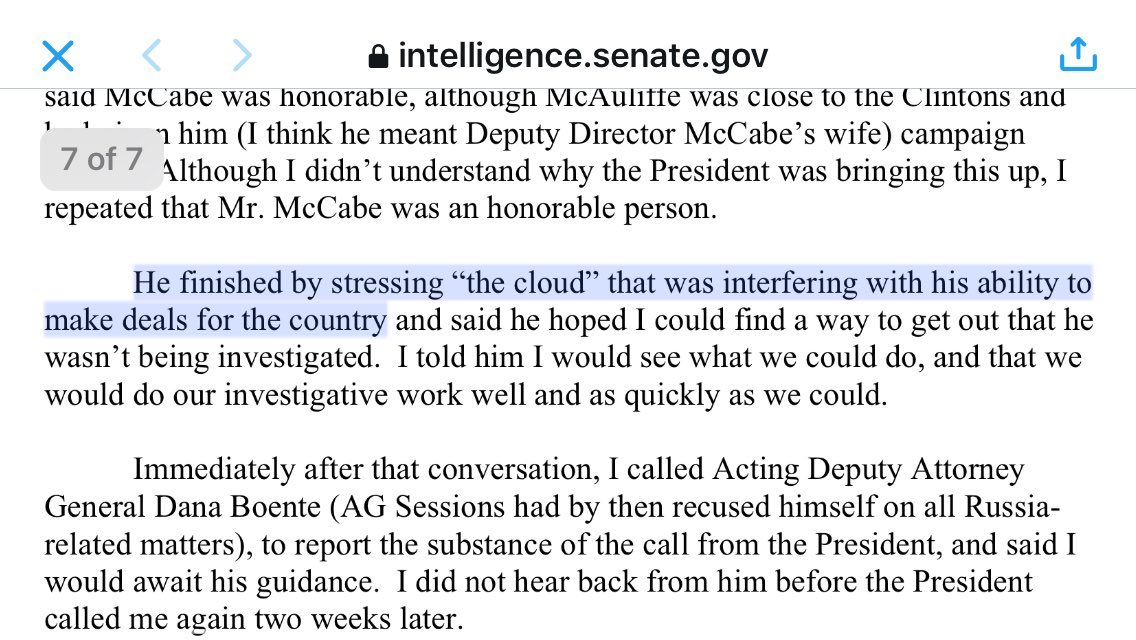 intelligence.senate.gov
said McCabe was honorable, although McAuliffe was close to the Clintons and
him (I think he meant Deputy Director McCabe’s wife) campaign
7 of 7
Although I didn’t understand why the President was bringing this up, I
repeated that Mr. McCabe was an honorable person.
He finished by stressing “the cloud” that was interfering with his ability to
make deals for the country and said he hoped I could find a way to get out that he
wasn’t being investigated.  I told him I would see what we could do, and that we
would do our investigative work well and as quickly as we could.
Immediately after that conversation, I called Acting Deputy Attorney
General Dana Boente (AG Sessions had by then recused himself on all Russia-
related matters), to report the substance of the call from the President, and said I
would await his guidance.  I did not hear back from him before the President
called me again two weeks later.